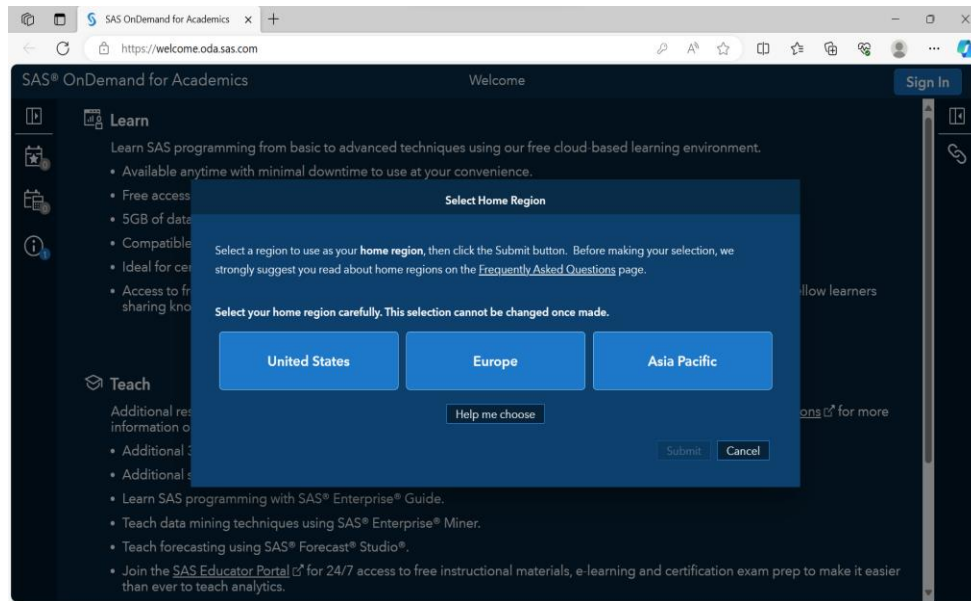 SAS OnDemand for Academics
https://welcome.oda.sas.com
SAS® OnDemand for Academics
Welcome
Sign In
Learn
Learn SAS programming from basic to advanced techniques using our free cloud-based learning environment.
• Available anytime with minimal downtime to use at your convenience.
• Free access
• 5GB of data
• Compatible
• Ideal for cer
• Access to fr
llow learners
sharing kno
Select Home Region
Select a region to use as your home region, then click the Submit button. Before making your selection, we
strongly suggest you read about home regions on the Frequently Asked Questions page.
Select your home region carefully. This selection cannot be changed once made.
United States
Europe
Asia Pacific
Help me choose
Submit
Cancel
Teach
Additional res
ons for more
information o
• Additional 3
• Additional s
• Learn SAS programming with SAS® Enterprise® Guide.
• Teach data mining techniques using SAS® Enterprise® Miner.
• Teach forecasting using SAS® Forecast® Studio®.
• Join the SAS Educator Portal for 24/7 access to free instructional materials, e-learning and certification exam prep to make it easier
than ever to teach analytics.